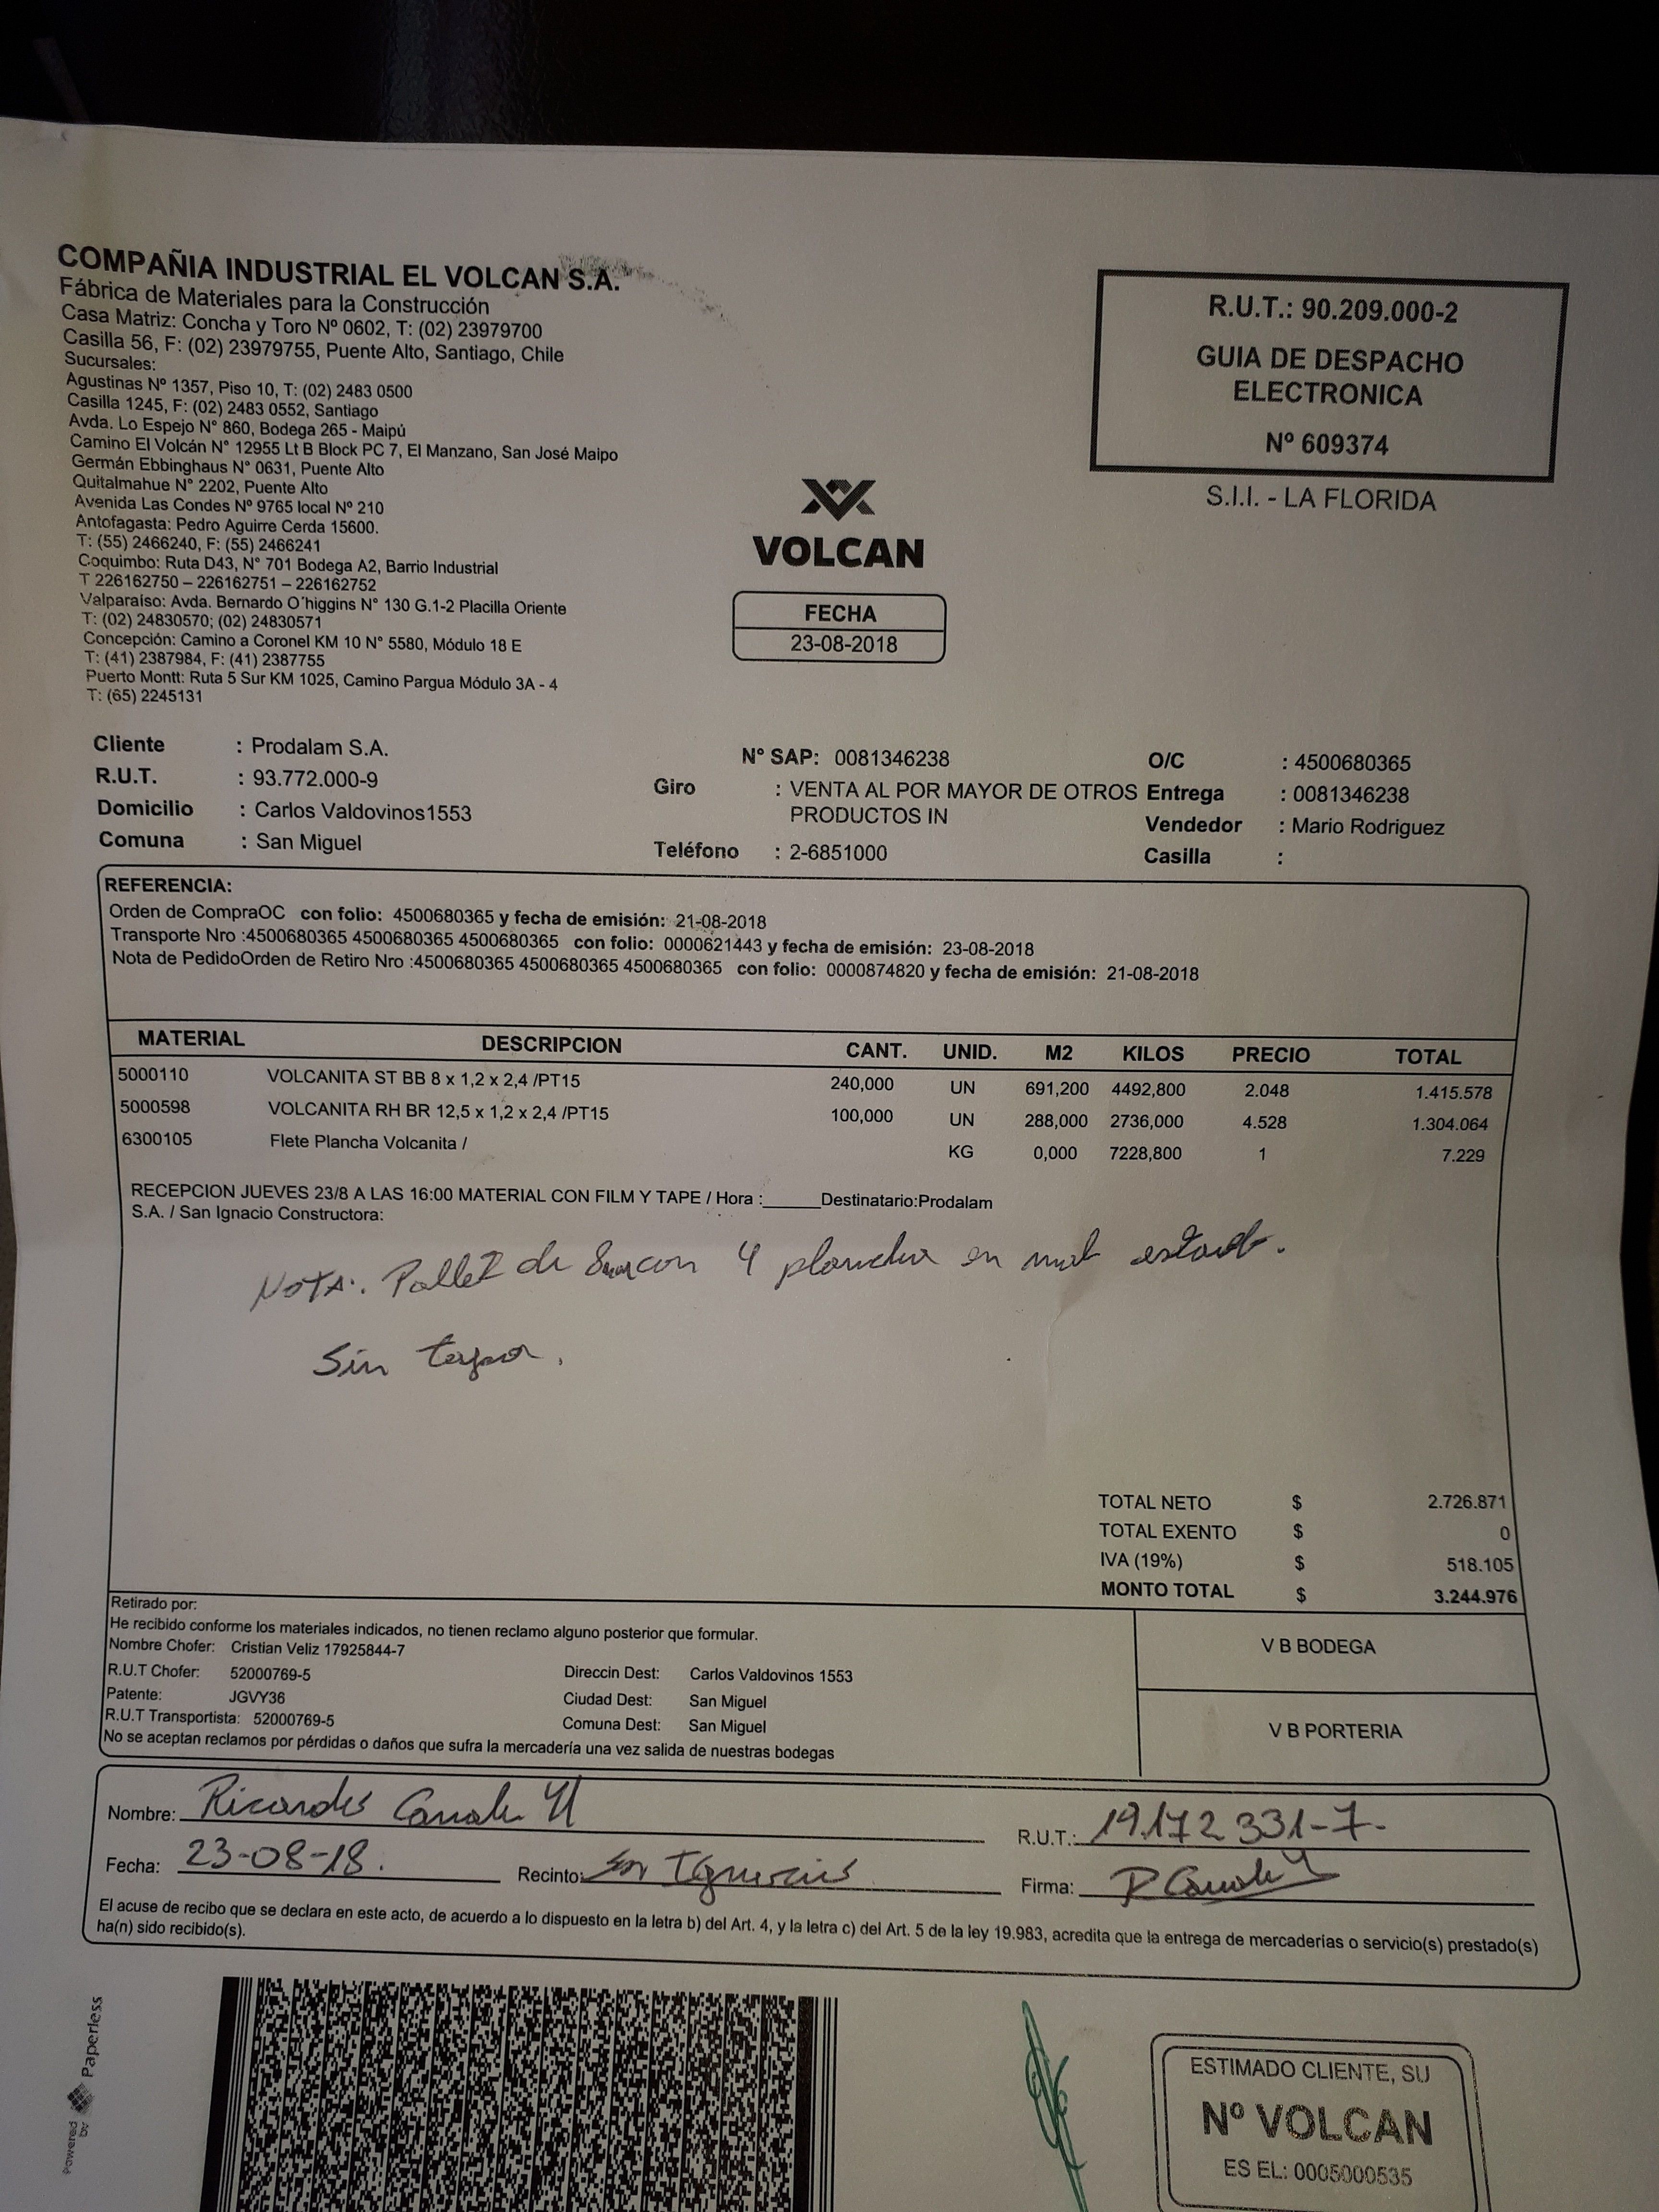 COMPAÑIA INDUSTRIAL EL VOLCAN S.A.
Fábrica de Materiales para la Construcción
Casa Matriz: Concha y Toro Nº 0602, T: (02) 23979700
Casilla 56, F: (02) 23979755, Puente Alto, Santiago, Chile
Sucursales:
Agustinas Nº 1357, Piso 10, T: (02) 2483 0500
Casilla 1245, F: (02) 2483 0552, Santiago
Avda. Lo Espejo N° 860, Bodega 265 - Maipú
Camino El Volcán N° 12955 Lt B Block PC 7, El Manzano, San José Maipo
Germán Ebbinghaus N° 0631, Puente Alto
Quitalmahue N° 2202, Puente Alto
Avenida Las Condes Nº 9765 local Nº 210
Antofagasta: Pedro Aguirre Cerda 15600.
T: (55) 2466240, F: (55) 2466241
Coquimbo: Ruta D43, N° 701 Bodega A2, Barrio Industrial
T 226162750 – 226162751 – 226162752
Valparaíso: Avda. Bernardo O´higgins N° 130 G.1-2 Placilla Oriente
T: (02) 24830570; (02) 24830571
Concepción: Camino a Coronel KM 10 N° 5580, Módulo 18 E
T: (41) 2387984, F: (41) 2387755
Puerto Montt: Ruta 5 Sur KM 1025, Camino Pargua Módulo 3A - 4
T: (65) 2245131
R.U.T.: 90.209.000-2
GUIA DE DESPACHO
ELECTRONICA
Nº 609374
S.I.I. - LA FLORIDA
VOLCAN
FECHA
23-08-2018
Cliente : Prodalam S.A.
R.U.T. : 93.772.000-9
Domicilio : Carlos Valdovinos1553
Comuna : San Miguel
N° SAP: 0081346238
Giro : VENTA AL POR MAYOR DE OTROS
PRODUCTOS IN
Teléfono : 2-6851000
O/C : 4500680365
Entrega : 0081346238
Vendedor : Mario Rodriguez
Casilla :
REFERENCIA:
Orden de CompraOC con folio: 4500680365 y fecha de emisión: 21-08-2018
Transporte Nro :4500680365 4500680365 4500680365 con folio: 0000621443 y fecha de emisión: 23-08-2018
Nota de PedidoOrden de Retiro Nro :4500680365 4500680365 4500680365 con folio: 0000874820 y fecha de emisión: 21-08-2018
MATERIAL DESCRIPCION CANT. UNID. M2 KILOS PRECIO TOTAL
5000110 VOLCANITA ST BB 8 x 1,2 x 2,4 /PT15 240,000 UN 691,200 4492,800 2.048 1.415.578
5000598 VOLCANITA RH BR 12,5 x 1,2 x 2,4 /PT15 100,000 UN 288,000 2736,000 4.528 1.304.064
6300105 Flete Plancha Volcanita / KG 0,000 7228,800 1 7.229
RECEPCION JUEVES 23/8 A LAS 16:00 MATERIAL CON FILM Y TAPE / Hora :______Destinatario:Prodalam
S.A. / San Ignacio Constructora:
NOTA: Pallet de con 4 plancha en mal estado.
Sin
TOTAL NETO $ 2.726.871
TOTAL EXENTO $ 0
IVA (19%) $ 518.105
MONTO TOTAL $ 3.244.976
Retirado por:
He recibido conforme los materiales indicados, no tienen reclamo alguno posterior que formular.
Nombre Chofer: Cristian Veliz 17925844-7
R.U.T Chofer: 52000769-5 Direccin Dest: Carlos Valdovinos 1553
Patente: JGVY36 Ciudad Dest: San Miguel
R.U.T Transportista: 52000769-5 Comuna Dest: San Miguel
No se aceptan reclamos por pérdidas o daños que sufra la mercadería una vez salida de nuestras bodegas
V B BODEGA
V B PORTERIA
Nombre: Ricardo Canale R.U.T.: 19.172 331-7.
Fecha: 23-08-18. Recinto: San Ignacio Firma:
El acuse de recibo que se declara en este acto, de acuerdo a lo dispuesto en la letra b) del Art. 4, y la letra c) del Art. 5 de la ley 19.983, acredita que la entrega de mercaderías o servicio(s) prestado(s)
ha(n) sido recibido(s).
Powered by Paperless
ESTIMADO CLIENTE, SU
Nº VOLCAN
ES EL: 0005000535